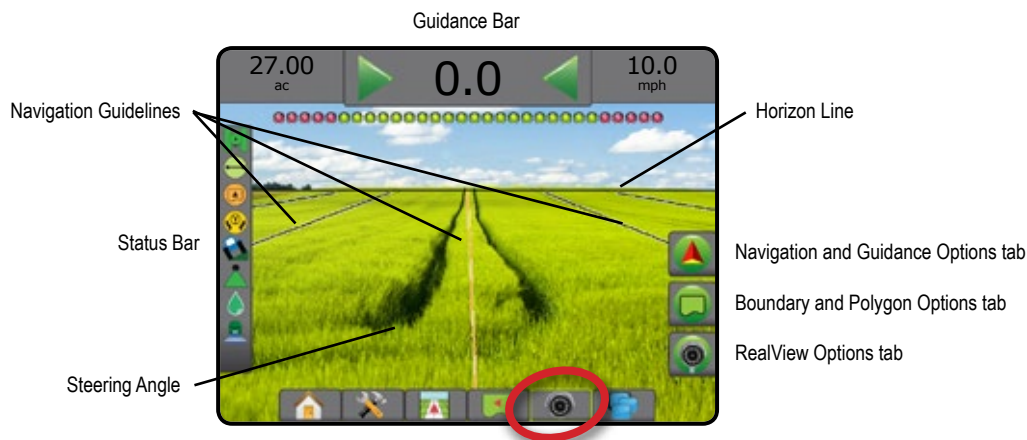 Guidance Bar
27.00
ac
0.0
10.0
mph
Navigation Guidelines
Horizon Line
Status Bar
Navigation and Guidance Options tab
Boundary and Polygon Options tab
RealView Options tab
Steering Angle